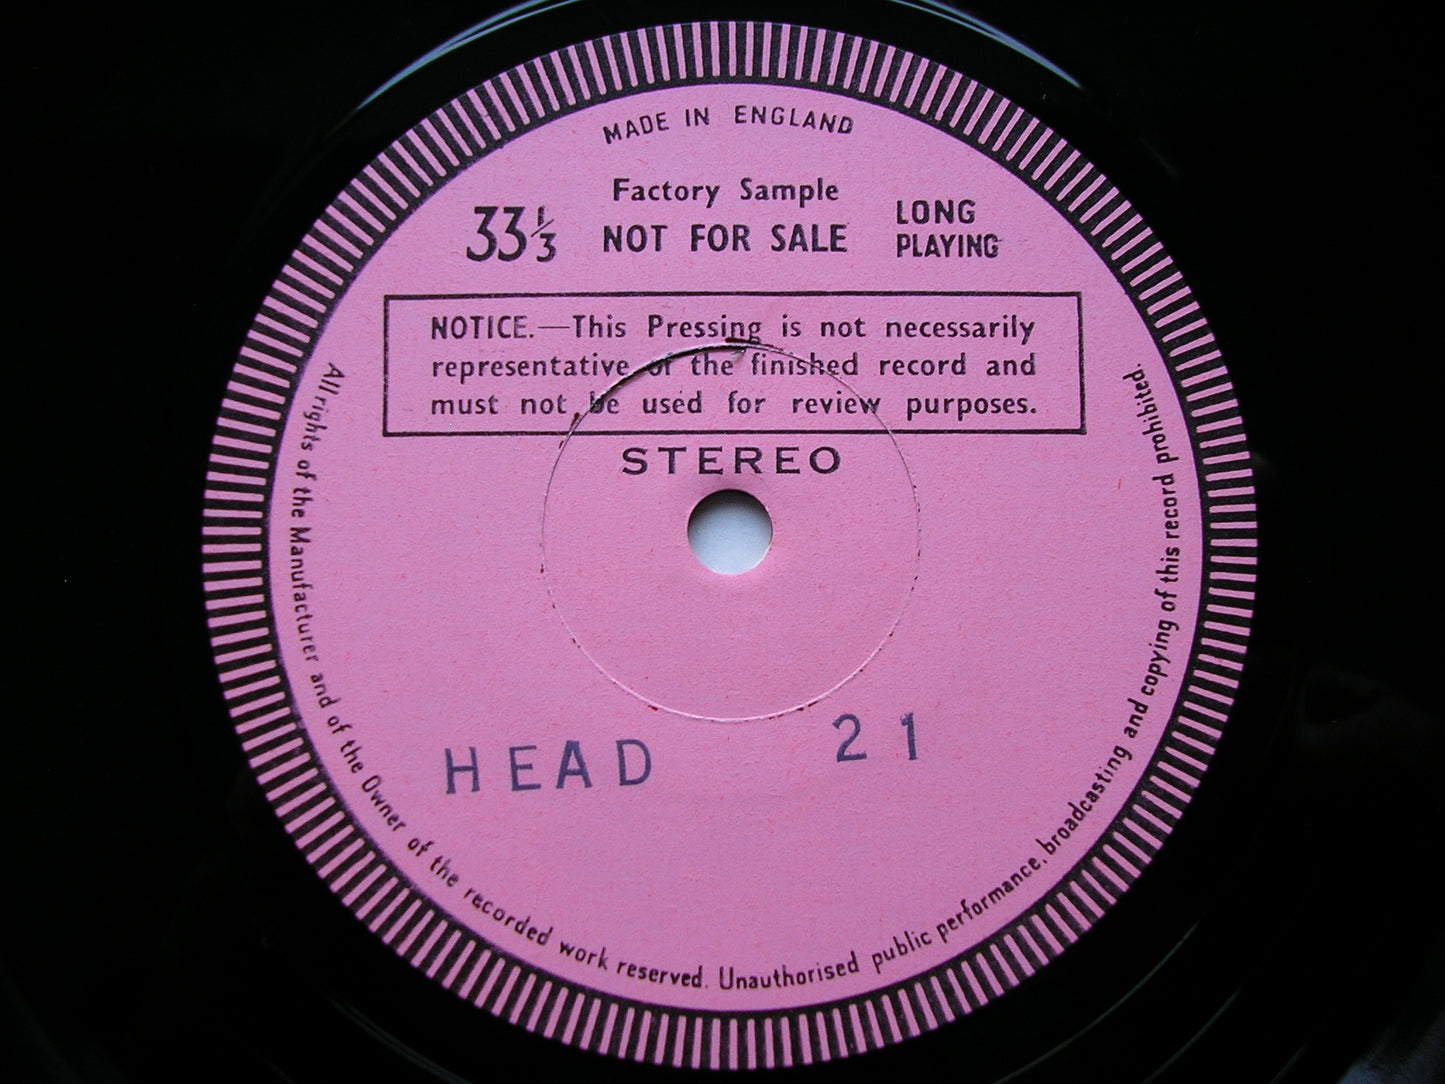 MADE IN ENGLAND
Factory Sample
33⅓ NOT FOR SALE LONG PLAYING
NOTICE.—This Pressing is not necessarily
representative of the finished record and
must not be used for review purposes.
STEREO
HEAD 21
All rights of the Manufacturer and of the Owner of the recorded work reserved. Unauthorised public performance, broadcasting and copying of this record prohibited.